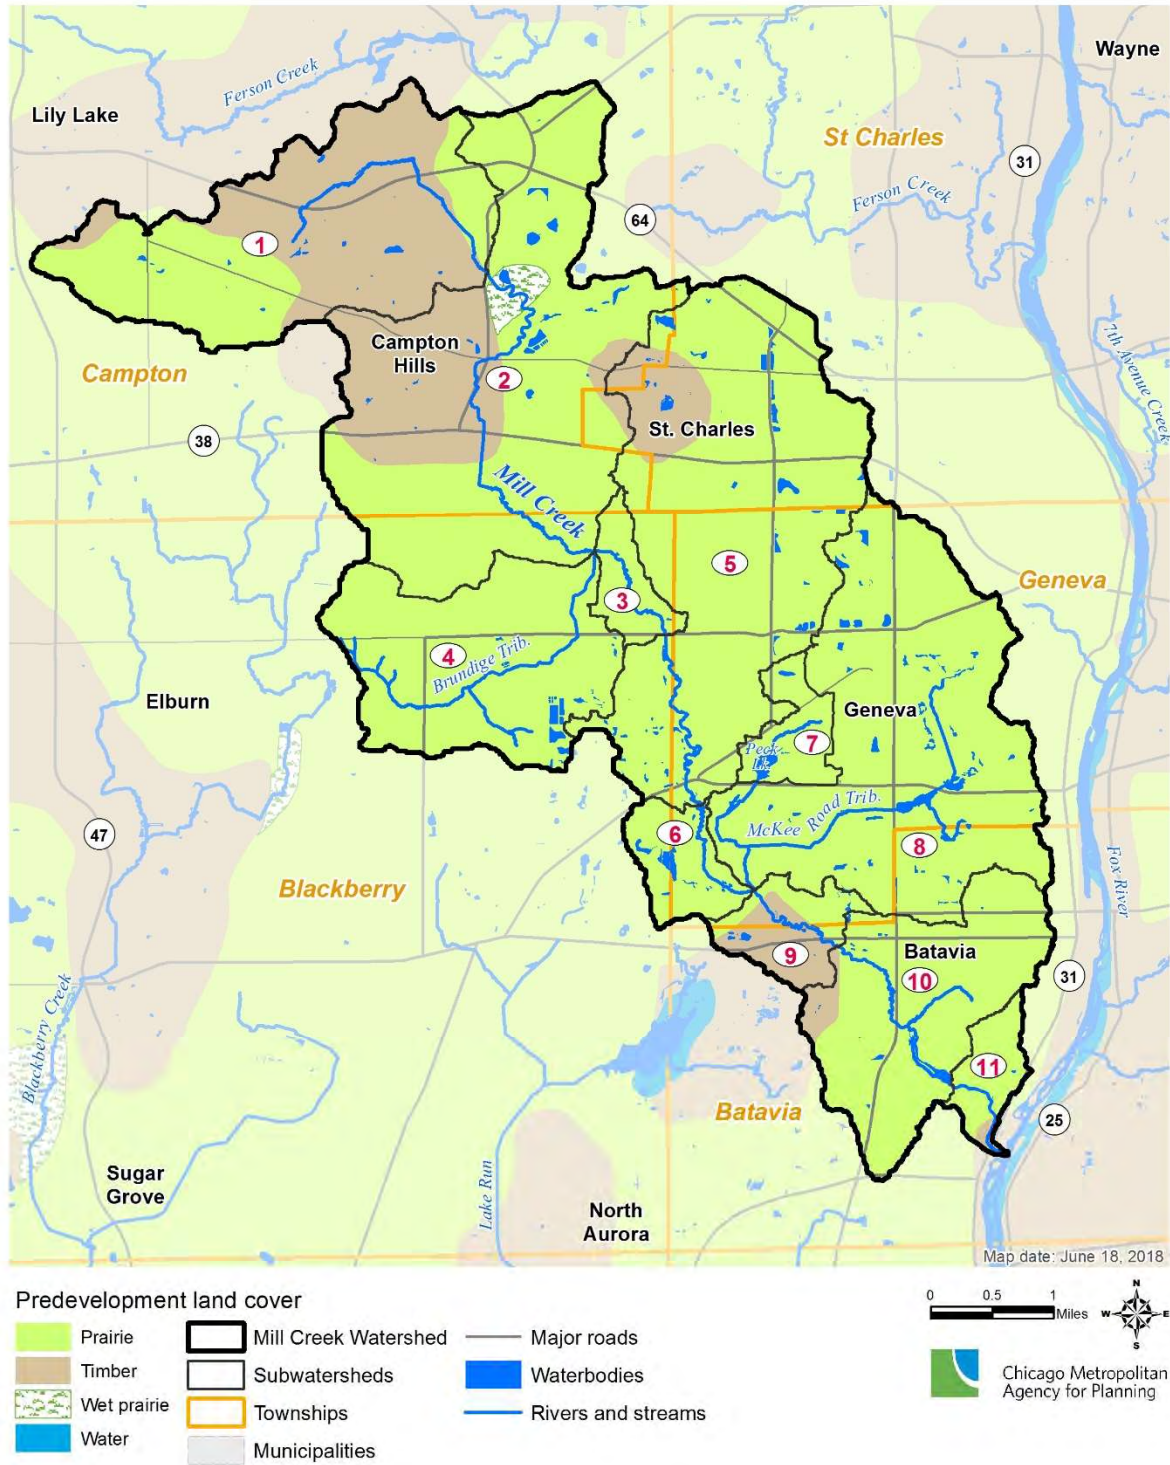 Wayne
Ferson Creek
Lily Lake
St Charles
31
Ferson Creek
64
1
7th Avenue Creek
Campton
Hills
Campton
2
St. Charles
38
Mill Creek
5
Geneva
3
4
Brundige Trib.
Elburn
Geneva
7
Peck
Lk.
47
McKee Road Trib.
6
8
Blackberry
Fox River
9
Batavia
10
31
Blackberry Creek
11
Batavia
25
Sugar
Grove
Lake Run
North
Aurora
Map date: June 18, 2018
Predevelopment land cover
Prairie
Timber
Wet prairie
Water
Mill Creek Watershed
Subwatersheds
Townships
Municipalities
Major roads
Waterbodies
Rivers and streams
0 0.5 1
Miles
N
W E
S
Chicago Metropolitan
Agency for Planning